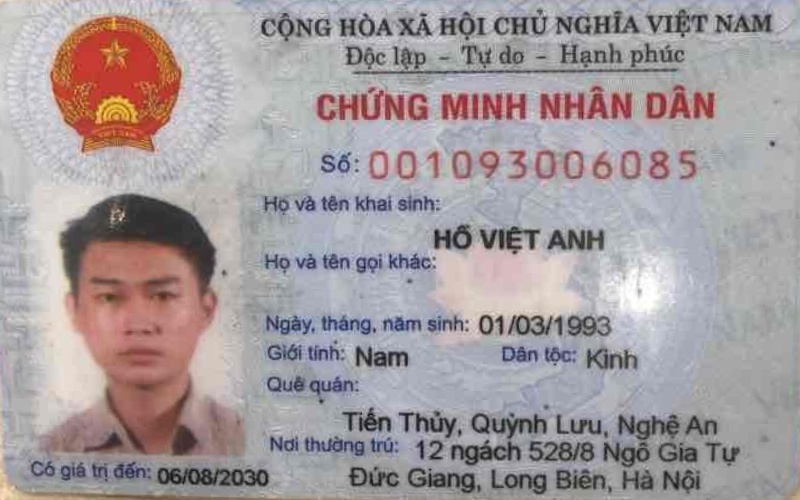 CỘNG HÒA XÃ HỘI CHỦ NGHĨA VIỆT NAM
Độc lập - Tự do - Hạnh phúc
CHỨNG MINH NHÂN DÂN
Số: 001093006085
Họ và tên khai sinh:
HỒ VIỆT ANH
Họ và tên gọi khác:
Ngày, tháng, năm sinh: 01/03/1993
Giới tính: Nam Dân tộc: Kinh
Quê quán:
Tiến Thủy, Quỳnh Lưu, Nghệ An
Nơi thường trú: 12 ngách 528/8 Ngô Gia Tự
Đức Giang, Long Biên, Hà Nội
Có giá trị đến: 06/08/2030
VIỆT NAM